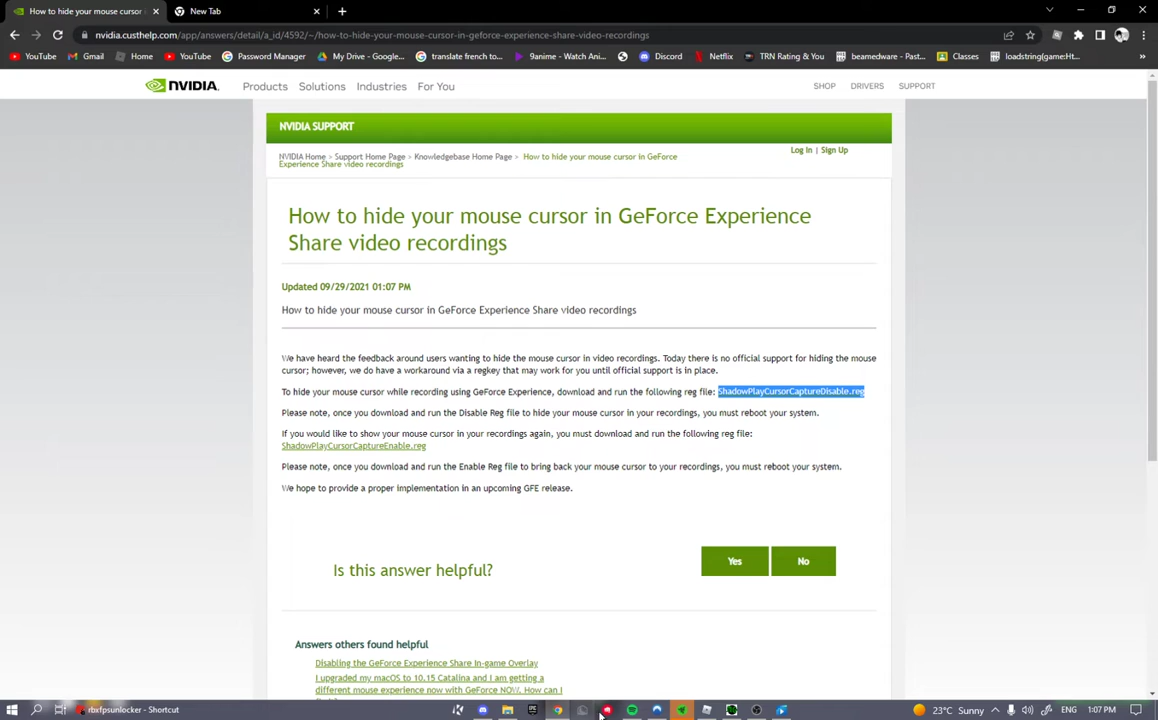 How to hide your mouse cursor
New Tab
nvidia.custhelp.com/app/answers/detail/a_id/4592/~/how-to-hide-your-mouse-cursor-in-geforce-experience-share-video-recordings
YouTube Gmail Home YouTube Password Manager My Drive - Google... translate french to... 9anime - Watch Ani... Discord Netflix TRN Rating & You beamedware - Past... Classes loadstring(game:Ht... »
NVIDIA. Products Solutions Industries For You SHOP DRIVERS SUPPORT
NVIDIA SUPPORT
Log In | Sign Up
NVIDIA Home > Support Home Page > Knowledgebase Home Page > How to hide your mouse cursor in GeForce
Experience Share video recordings
How to hide your mouse cursor in GeForce Experience
Share video recordings
Updated 09/29/2021 01:07 PM
How to hide your mouse cursor in GeForce Experience Share video recordings
We have heard the feedback around users wanting to hide the mouse cursor in video recordings. Today there is no official support for hiding the mouse
cursor; however, we do have a workaround via a regkey that may work for you until official support is in place.
To hide your mouse cursor while recording using GeForce Experience, download and run the following reg file: ShadowPlayCursorCaptureDisable.reg
Please note, once you download and run the Disable Reg file to hide your mouse cursor in your recordings, you must reboot your system.
If you would like to show your mouse cursor in your recordings again, you must download and run the following reg file:
ShadowPlayCursorCaptureEnable.reg
Please note, once you download and run the Enable Reg file to bring back your mouse cursor to your recordings, you must reboot your system.
We hope to provide a proper implementation in an upcoming GFE release.
Is this answer helpful? Yes No
Answers others found helpful
Disabling the GeForce Experience Share In-game Overlay
I upgraded my macOS to 10.15 Catalina and I am getting a
different mouse experience now with GeForce NOW. How can I
rbxfpsunlocker - Shortcut 23°C Sunny ENG 1:07 PM